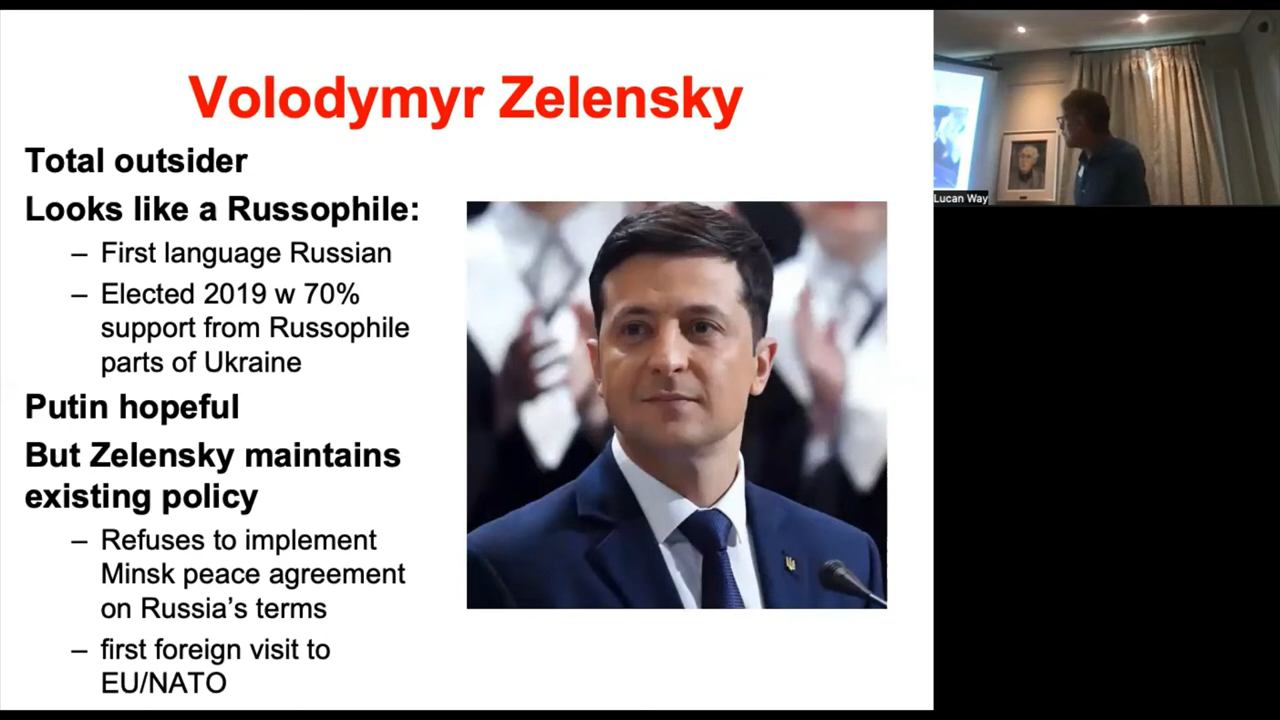 Volodymyr Zelensky
Total outsider
Looks like a Russophile:
– First language Russian
– Elected 2019 w 70%
support from Russophile
parts of Ukraine
Putin hopeful
But Zelensky maintains
existing policy
– Refuses to implement
Minsk peace agreement
on Russia's terms
– first foreign visit to
EU/NATO
Lucan Way